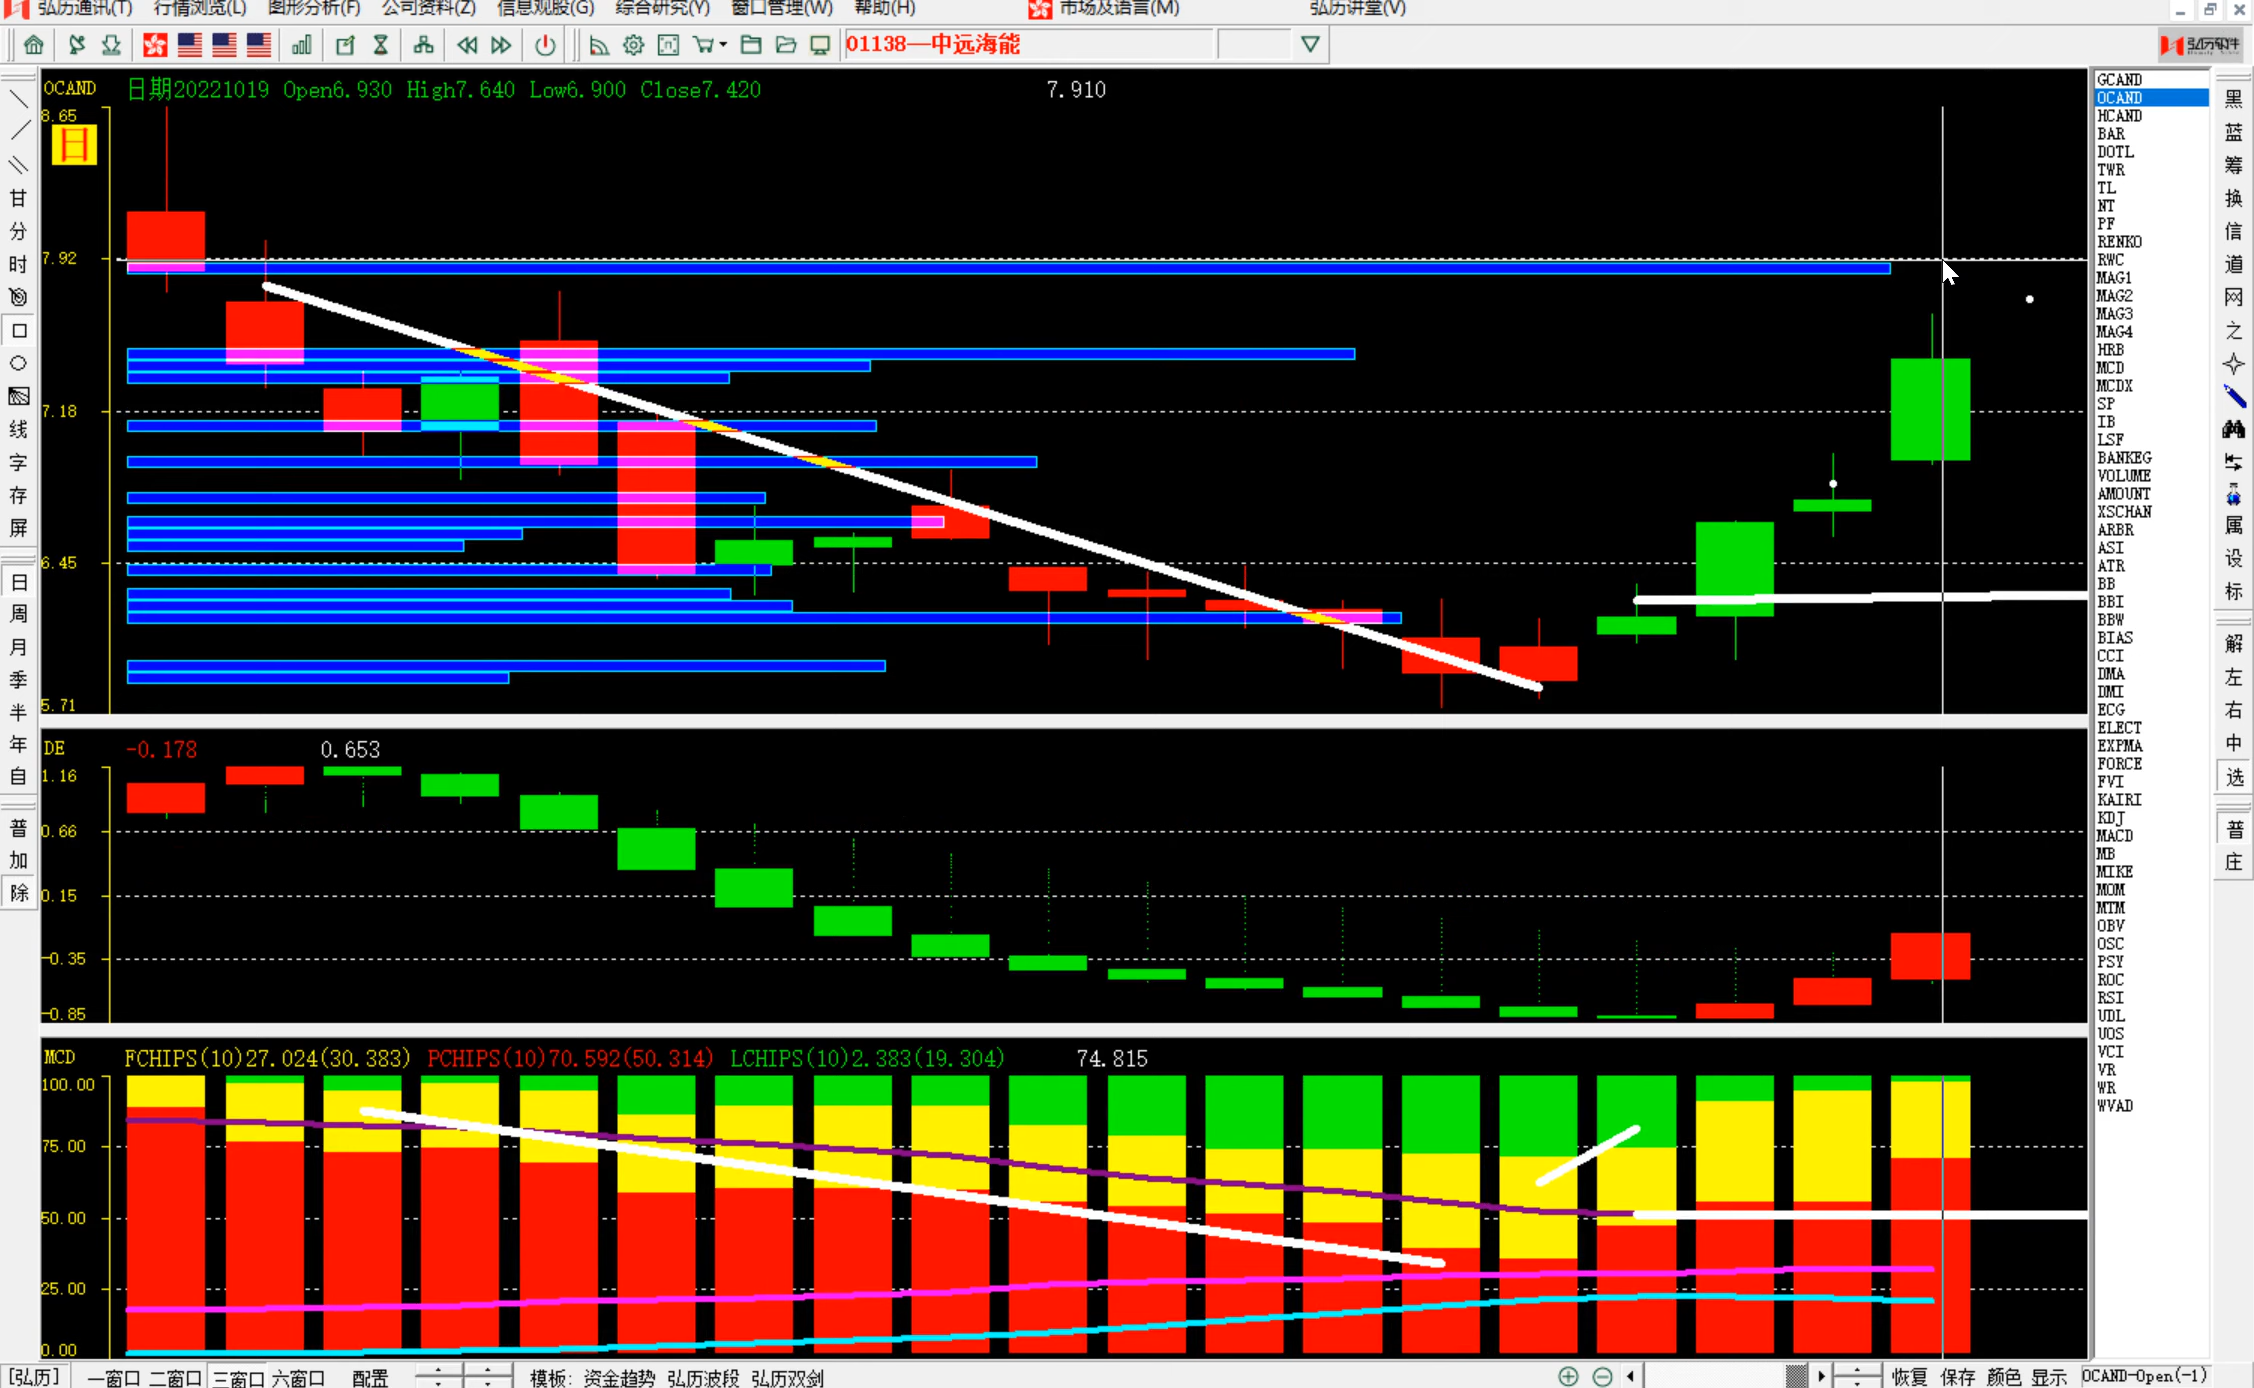 弘历通讯(T) 行情浏览(L) 图形分析(F) 公司资料(Z) 信息观股(G) 综合研究(Y) 窗口管理(W) 帮助(H) 市场及语言(M) 弘历讲堂(V)
01138—中远海能
弘历软件
OCAND 日期20221019 Open6.930 High7.640 Low6.900 Close7.420 7.910
8.65
日
7.92
7.18
6.45
5.71
DE -0.178 0.653
1.16
0.66
0.15
-0.35
-0.85
MCD FCHIPS(10)27.024(30.383) PCHIPS(10)70.592(50.314) LCHIPS(10)2.383(19.304) 74.815
100.00
75.00
50.00
25.00
0.00
甘
分
时
线
字
存
屏
日
周
月
季
半
年
自
普
加
除
GCAND
OCAND
HCAND
BAR
DOTL
TWR
TL
NT
PF
RENKO
RWC
MAG1
MAG2
MAG3
MAG4
HRB
MCD
MCDX
SP
IB
LSF
BANKEG
VOLUME
AMOUNT
XSCHAN
ARBR
ASI
ATR
BB
BBI
BBW
BIAS
CCI
DMA
DMI
ECG
ELECT
EXPMA
FORCE
FVI
KAIRI
KDJ
MACD
MB
MIKE
MOM
MTM
OBV
OSC
PSY
ROC
RSI
UDL
UOS
VCI
VR
WR
WVAD
黑
蓝
筹
换
信
道
网
之
属
设
标
解
左
右
中
选
普
庄
[弘历] 一窗口 二窗口 三窗口 六窗口 配置 模板: 资金趋势 弘历波段 弘历双剑 恢复 保存 颜色 显示 OCAND-Open(-1)